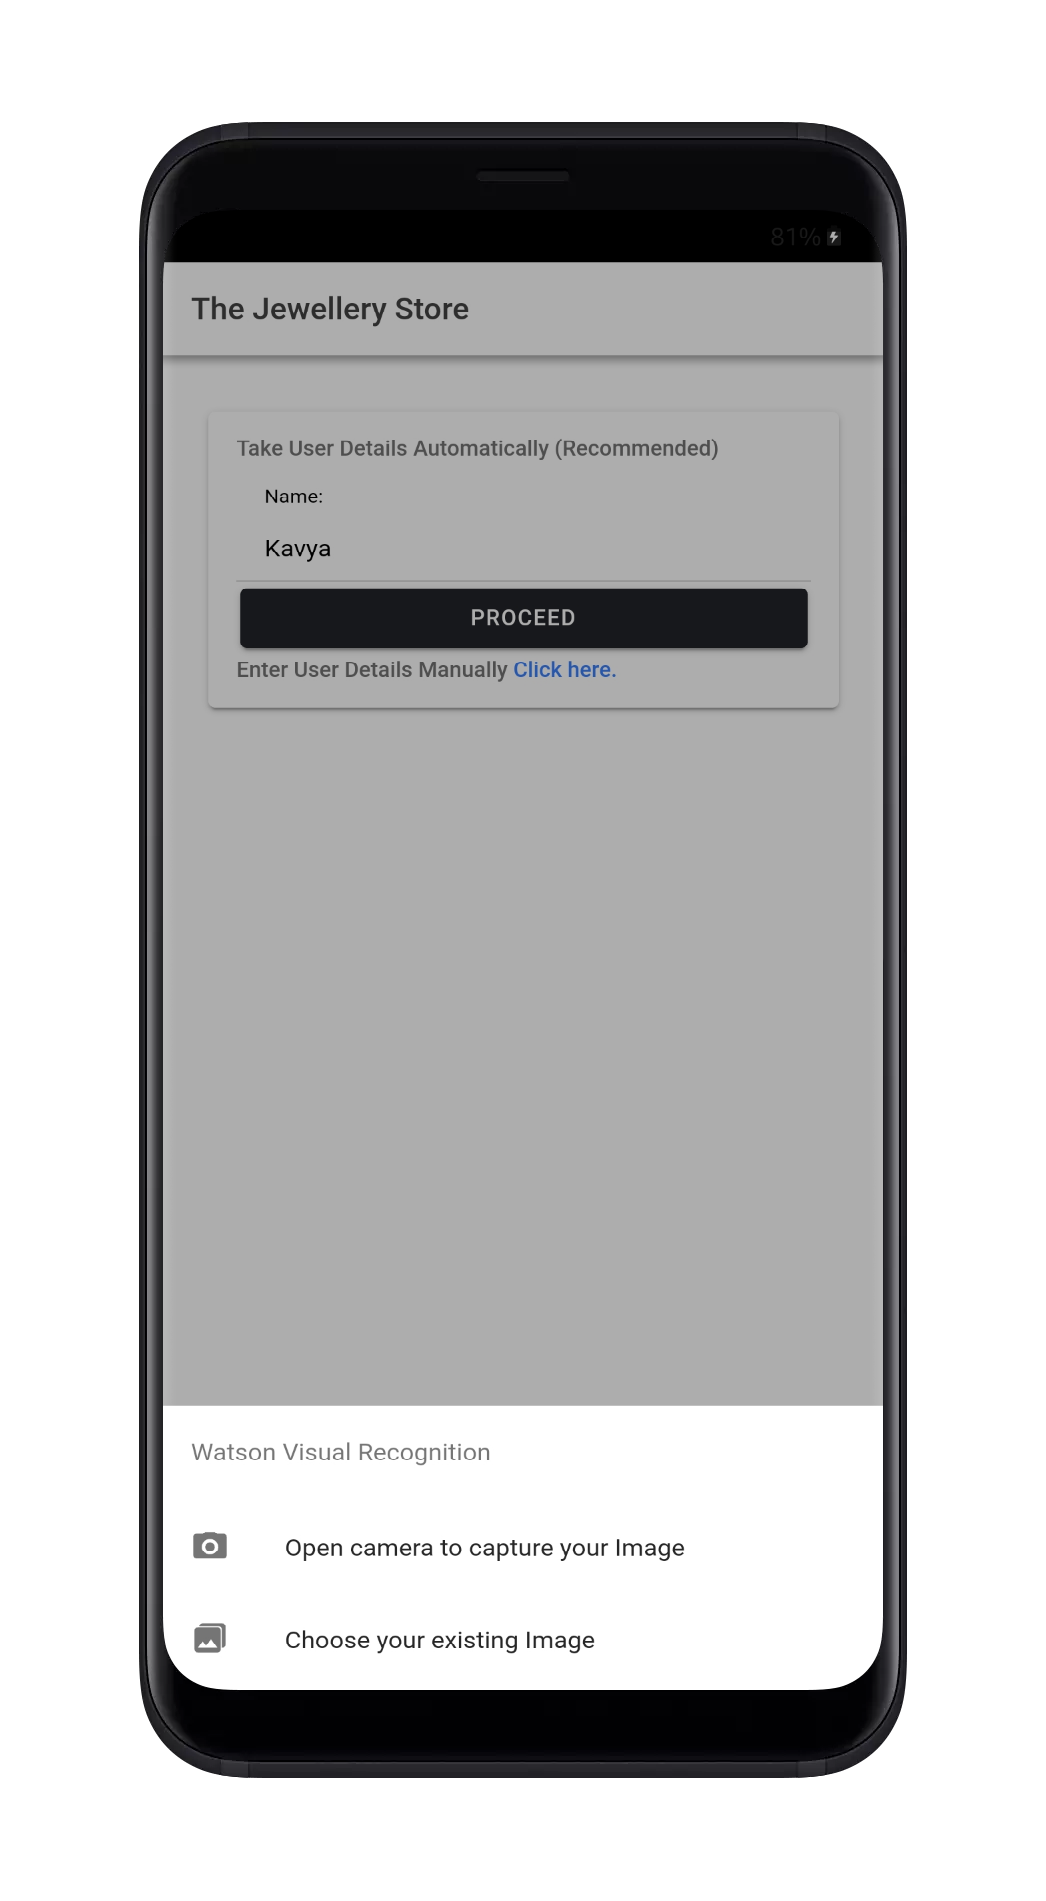 81%
The Jewellery Store
Take User Details Automatically (Recommended)
Name:
Kavya
PROCEED
Enter User Details Manually Click here.
Watson Visual Recognition
Open camera to capture your Image
Choose your existing Image